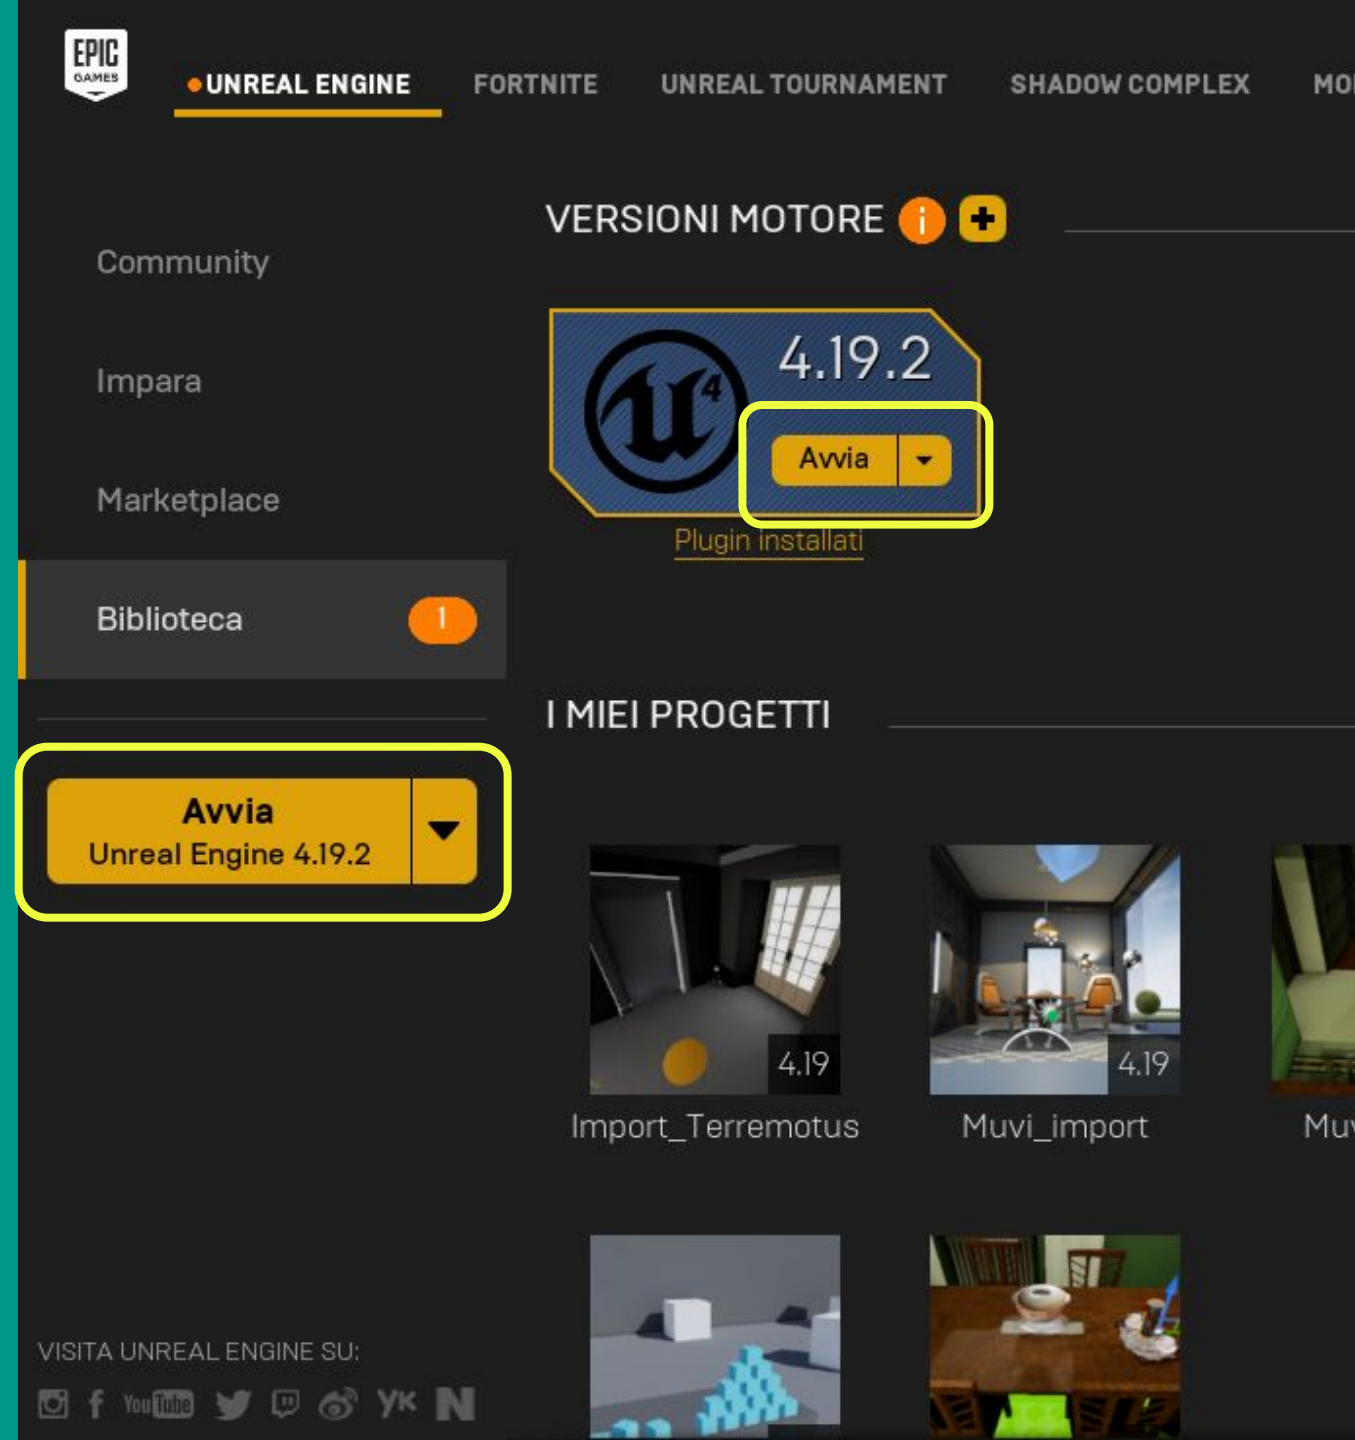 EPIC
GAMES
UNREAL ENGINE
FORTNITE
UNREAL TOURNAMENT
SHADOW COMPLEX
VERSIONI MOTORE i +
Community
Impara
Marketplace
Biblioteca 1
4.19.2
4
Avvia
Plugin installati
I MIEI PROGETTI
Avvia
Unreal Engine 4.19.2
4.19
4.19
Import_Terremotus
Muvi_import
VISITA UNREAL ENGINE SU:
YouTube